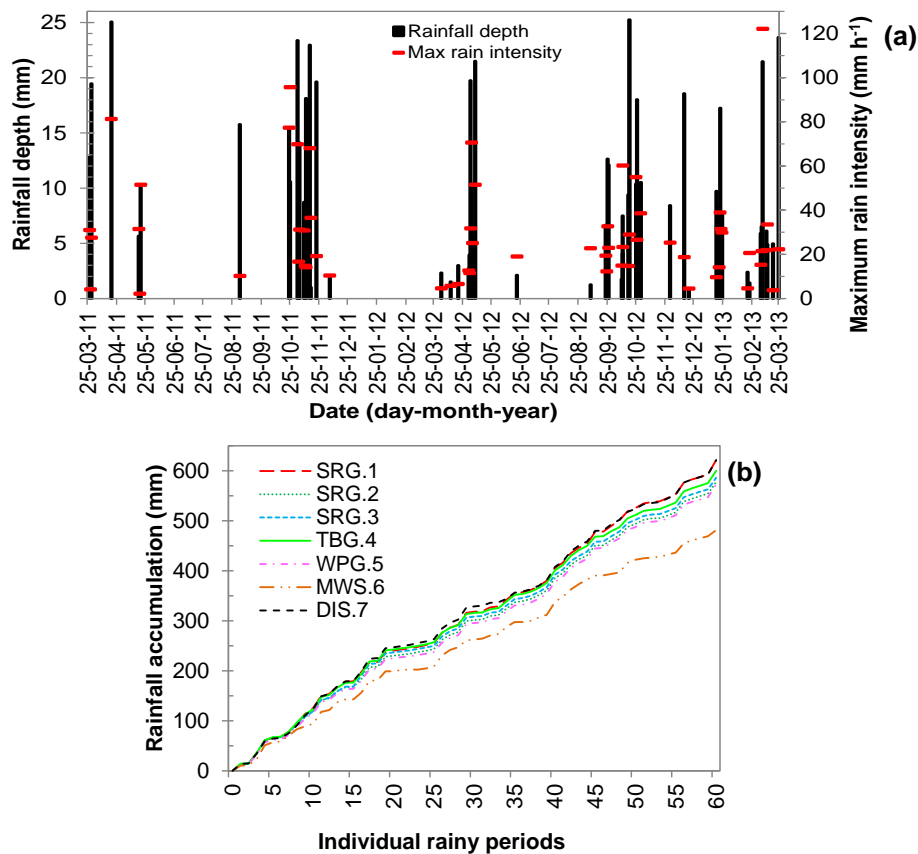 (a)
Rainfall depth
Max rain intensity
Rainfall depth (mm)
25
20
15
10
5
0
Maximum rain intensity (mm h⁻¹)
120
100
80
60
40
20
0
25-03-11
25-04-11
25-05-11
25-06-11
25-07-11
25-08-11
25-09-11
25-10-11
25-11-11
25-12-11
25-01-12
25-02-12
25-03-12
25-04-12
25-05-12
25-06-12
25-07-12
25-08-12
25-09-12
25-10-12
25-11-12
25-12-12
25-01-13
25-02-13
25-03-13
Date (day-month-year)
(b)
SRG.1
SRG.2
SRG.3
TBG.4
WPG.5
MWS.6
DIS.7
Rainfall accumulation (mm)
600
500
400
300
200
100
0
0 5 10 15 20 25 30 35 40 45 50 55 60
Individual rainy periods